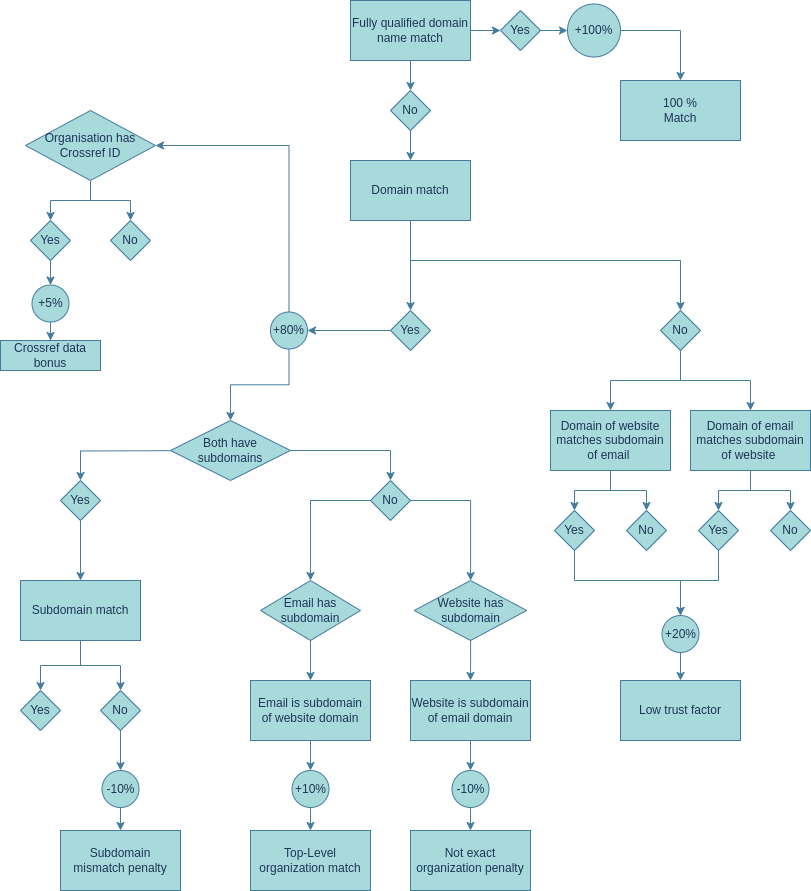 Fully qualified domain
name match
Yes
+100%
100 %
Match
No
Organisation has
Crossref ID
Domain match
Yes
No
+5%
Crossref data
bonus
+80%
Yes
No
Both have
subdomains
Domain of website
matches subdomain
of email
Domain of email
matches subdomain
of website
Yes
No
Yes
No
Yes
No
Subdomain match
Email has
subdomain
Website has
subdomain
+20%
Yes
No
Email is subdomain
of website domain
Website is subdomain
of email domain
Low trust factor
-10%
+10%
-10%
Subdomain
mismatch penalty
Top-Level
organization match
Not exact
organization penalty